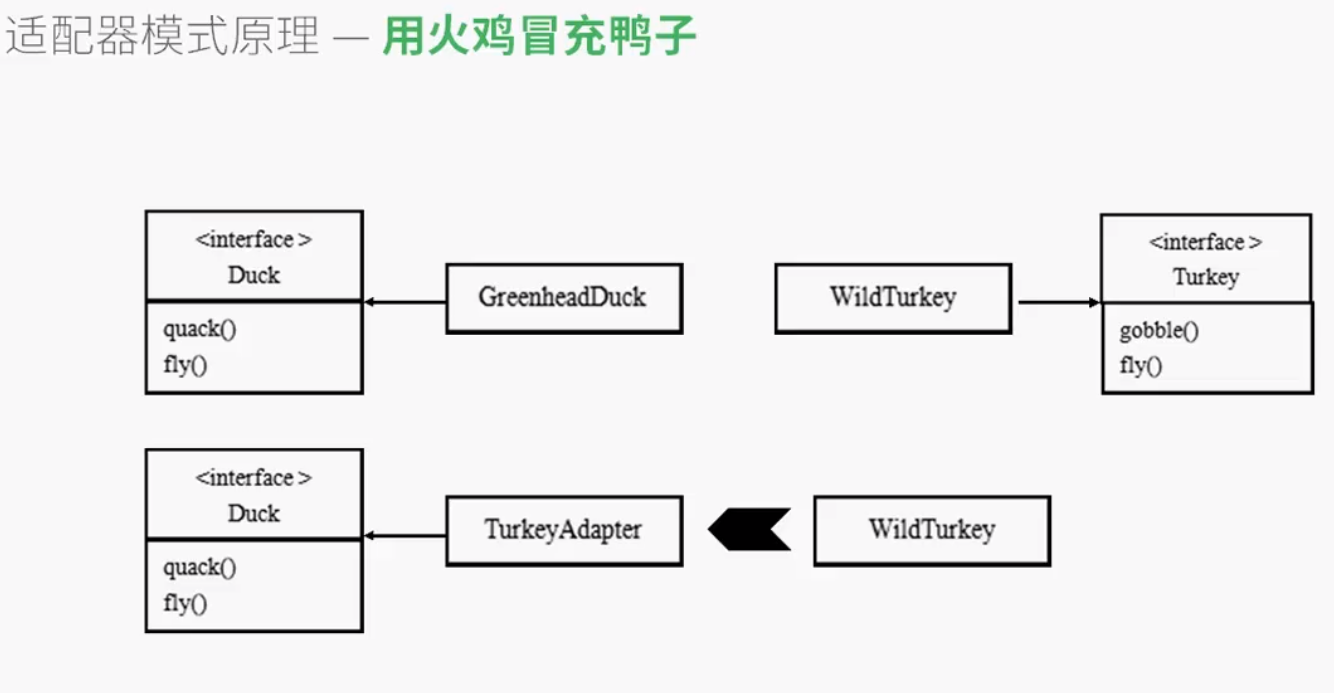 适配器模式原理 — 用火鸡冒充鸭子
<interface >
Duck
quack()
fly()
GreenheadDuck
WildTurkey
<interface >
Turkey
gobble()
fly()
<interface >
Duck
quack()
fly()
TurkeyAdapter
WildTurkey